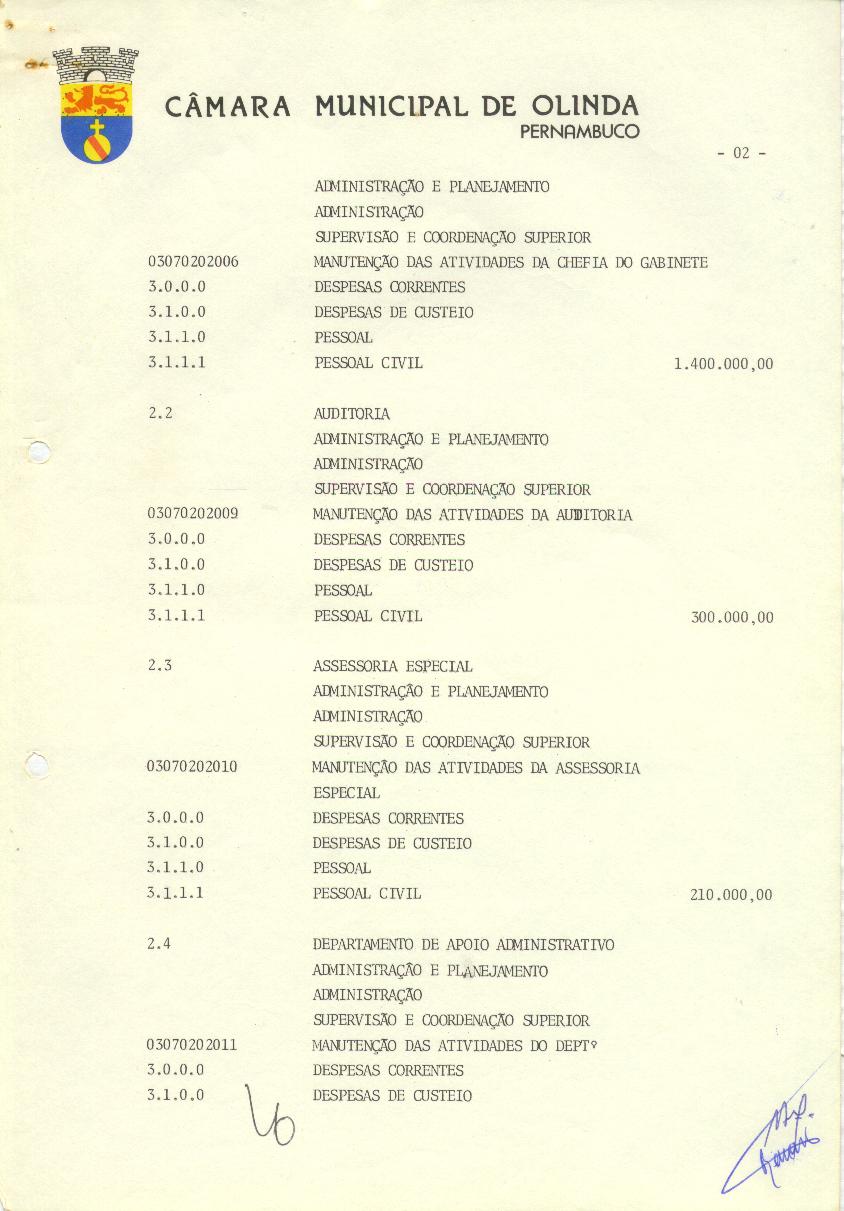 CÂMARA MUNICIPAL DE OLINDA
PERNAMBUCO
- 02 -
ADMINISTRAÇÃO E PLANEJAMENTO
ADMINISTRAÇÃO
SUPERVISÃO E COORDENAÇÃO SUPERIOR
03070202006 MANUTENÇÃO DAS ATIVIDADES DA CHEFIA DO GABINETE
3.0.0.0 DESPESAS CORRENTES
3.1.0.0 DESPESAS DE CUSTEIO
3.1.1.0 PESSOAL
3.1.1.1 PESSOAL CIVIL 1.400.000,00
2.2 AUDITORIA
ADMINISTRAÇÃO E PLANEJAMENTO
ADMINISTRAÇÃO
SUPERVISÃO E COORDENAÇÃO SUPERIOR
03070202009 MANUTENÇÃO DAS ATIVIDADES DA AUDITORIA
3.0.0.0 DESPESAS CORRENTES
3.1.0.0 DESPESAS DE CUSTEIO
3.1.1.0 PESSOAL
3.1.1.1 PESSOAL CIVIL 300.000,00
2.3 ASSESSORIA ESPECIAL
ADMINISTRAÇÃO E PLANEJAMENTO
ADMINISTRAÇÃO
SUPERVISÃO E COORDENAÇÃO SUPERIOR
03070202010 MANUTENÇÃO DAS ATIVIDADES DA ASSESSORIA
ESPECIAL
3.0.0.0 DESPESAS CORRENTES
3.1.0.0 DESPESAS DE CUSTEIO
3.1.1.0 PESSOAL
3.1.1.1 PESSOAL CIVIL 210.000,00
2.4 DEPARTAMENTO DE APOIO ADMINISTRATIVO
ADMINISTRAÇÃO E PLANEJAMENTO
ADMINISTRAÇÃO
SUPERVISÃO E COORDENAÇÃO SUPERIOR
03070202011 MANUTENÇÃO DAS ATIVIDADES DO DEPTº
3.0.0.0 DESPESAS CORRENTES
3.1.0.0 DESPESAS DE CUSTEIO